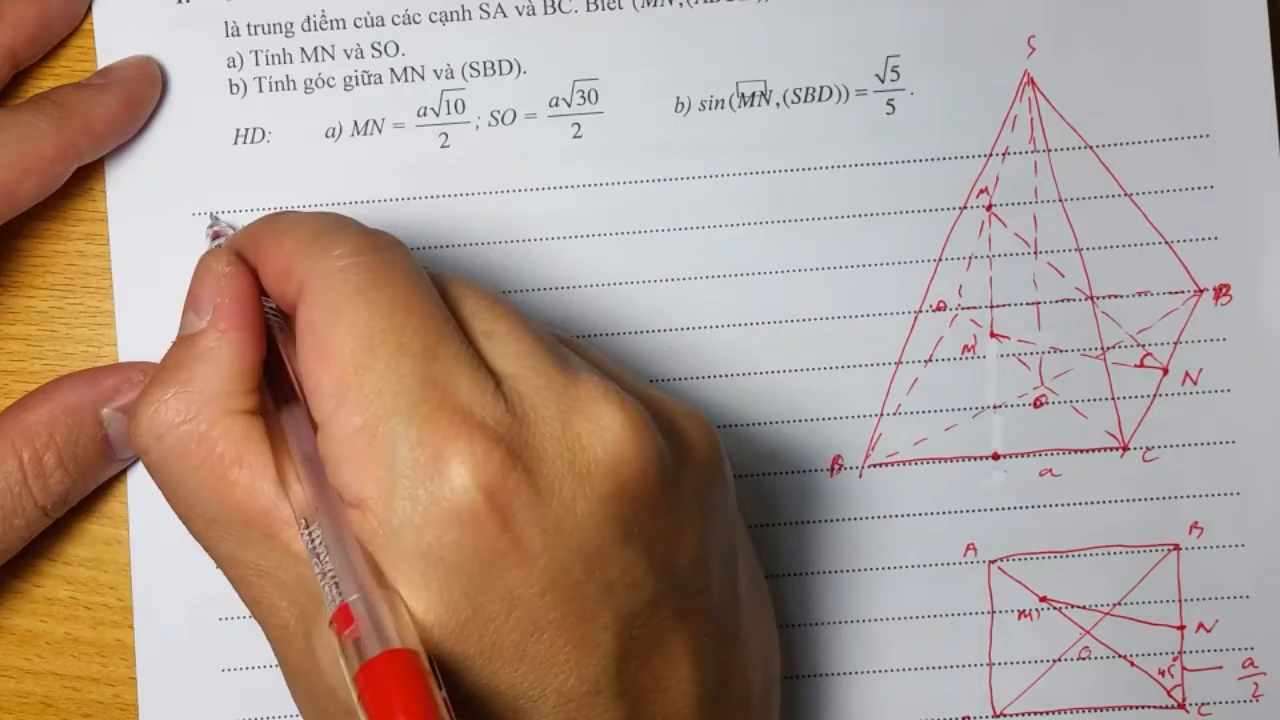 là trung điểm của các cạnh SA và BC. Biết (MN,
a) Tính MN và SO.
b) Tính góc giữa MN và (SBD).
HD: a) MN = a√10/2 ; SO = a√30/2 b) sin(MN,(SBD)) = √5/5 .
S
M
B
M'
N
O
B
C
a
A
B
M'
N
O
45°
a/2
C